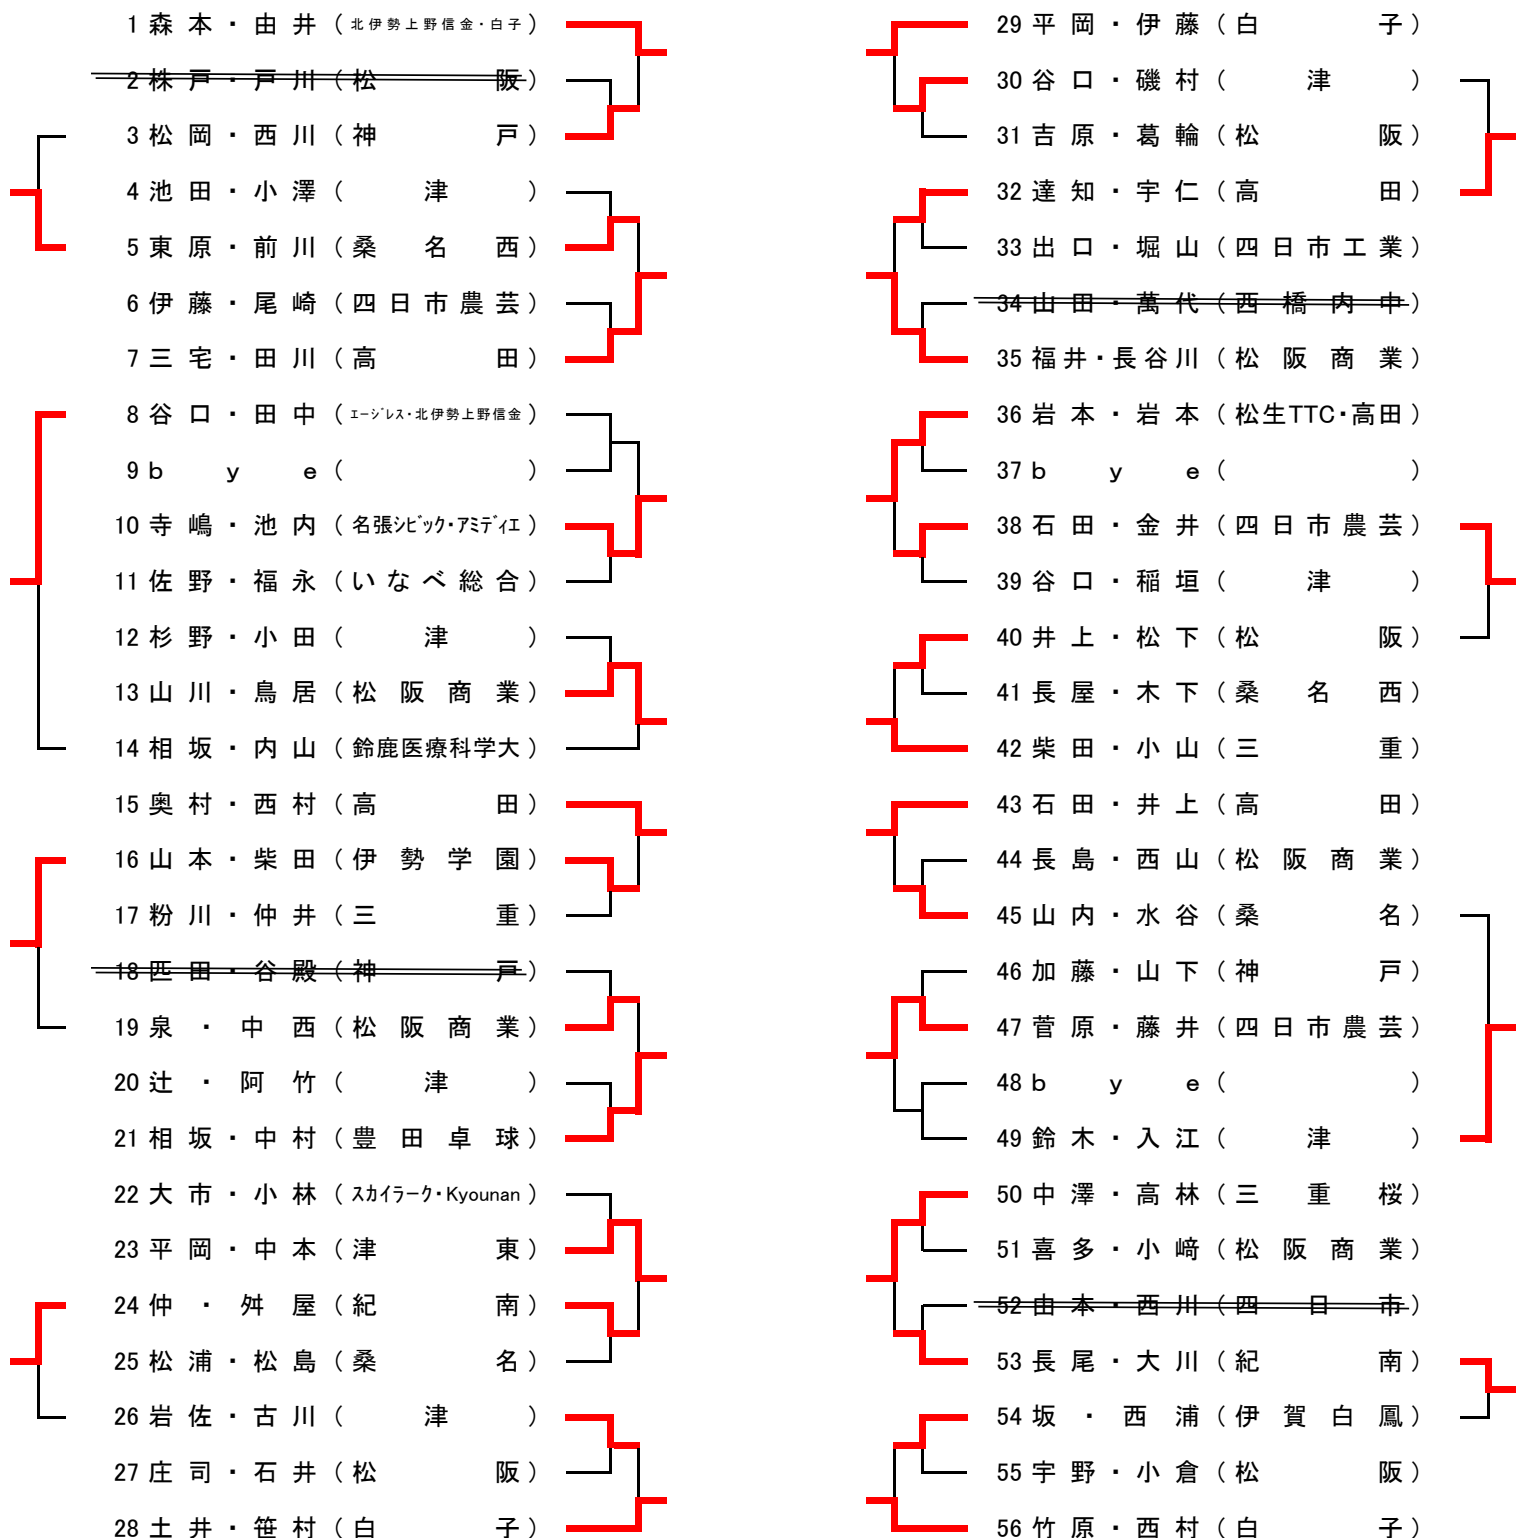 1 森本・由井 (北伊勢上野信金・白子)
2 株戸・戸川 (松阪)
3 松岡・西川 (神戸)
4 池田・小澤 (津)
5 東原・前川 (桑名西)
6 伊藤・尾崎 (四日市農芸)
7 三宅・田川 (高田)
8 谷口・田中 (エージレス・北伊勢上野信金)
9 bye ( )
10 寺嶋・池内 (名張シビック・アミディエ)
11 佐野・福永 (いなべ総合)
12 杉野・小田 (津)
13 山川・鳥居 (松阪商業)
14 相坂・内山 (鈴鹿医療科学大)
15 奥村・西村 (高田)
16 山本・柴田 (伊勢学園)
17 粉川・仲井 (三重)
18 匹田・谷殿 (神戸)
19 泉・中西 (松阪商業)
20 辻・阿竹 (津)
21 相坂・中村 (豊田卓球)
22 大市・小林 (スカイラーク・Kyounan)
23 平岡・中本 (津東)
24 仲・舛屋 (紀南)
25 松浦・松島 (桑名)
26 岩佐・古川 (津)
27 庄司・石井 (松阪)
28 土井・笹村 (白子)
29 平岡・伊藤 (白子)
30 谷口・磯村 (津)
31 吉原・葛輪 (松阪)
32 達知・宇仁 (高田)
33 出口・堀山 (四日市工業)
34 山田・萬代 (西橋内中)
35 福井・長谷川 (松阪商業)
36 岩本・岩本 (松生TTC・高田)
37 bye ( )
38 石田・金井 (四日市農芸)
39 谷口・稲垣 (津)
40 井上・松下 (松阪)
41 長屋・木下 (桑名西)
42 柴田・小山 (三重)
43 石田・井上 (高田)
44 長島・西山 (松阪商業)
45 山内・水谷 (桑名)
46 加藤・山下 (神戸)
47 菅原・藤井 (四日市農芸)
48 bye ( )
49 鈴木・入江 (津)
50 中澤・高林 (三重桜)
51 喜多・小﨑 (松阪商業)
52 由本・西川 (四日市)
53 長尾・大川 (紀南)
54 坂・西浦 (伊賀白鳳)
55 宇野・小倉 (松阪)
56 竹原・西村 (白子)